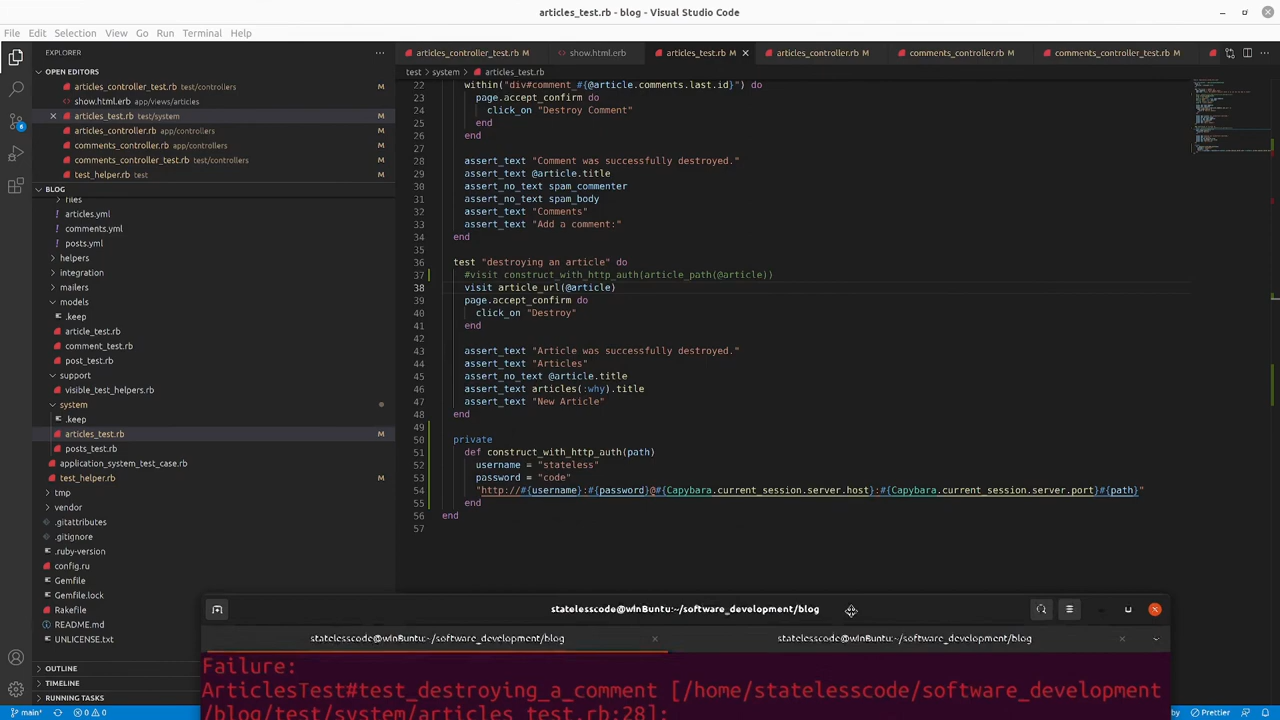 articles_test.rb - blog - Visual Studio Code
File Edit Selection View Go Run Terminal Help
EXPLORER
articles_controller_test.rb M
show.html.erb
articles_test.rb M
articles_controller.rb M
comments_controller.rb M
comments_controller_test.rb M
OPEN EDITORS
articles_controller_test.rb test/controllers M
show.html.erb app/views/articles
articles_test.rb test/system M
articles_controller.rb app/controllers M
comments_controller.rb app/controllers M
comments_controller_test.rb test/controllers M
test_helper.rb test M
BLOG
files
articles.yml
comments.yml
posts.yml
helpers
integration
mailers
models
.keep
article_test.rb
comment_test.rb
post_test.rb
support
visible_test_helpers.rb
system
.keep
articles_test.rb M
posts_test.rb
application_system_test_case.rb
test_helper.rb M
tmp
vendor
.gitattributes
.gitignore
.ruby-version
config.ru
Gemfile
Gemfile.lock
Rakefile
README.md
UNLICENSE.txt
OUTLINE
TIMELINE
RUNNING TASKS
6
test > system > articles_test.rb
22 within("div#comment_#{@article.comments.last.id}") do
23 page.accept_confirm do
24 click_on "Destroy Comment"
25 end
26 end
27
28 assert_text "Comment was successfully destroyed."
29 assert_text @article.title
30 assert_no_text spam_commenter
31 assert_no_text spam_body
32 assert_text "Comments"
33 assert_text "Add a comment:"
34 end
35
36 test "destroying an article" do
37 #visit construct_with_http_auth(article_path(@article))
38 visit article_url(@article)
39 page.accept_confirm do
40 click_on "Destroy"
41 end
42
43 assert_text "Article was successfully destroyed."
44 assert_text "Articles"
45 assert_no_text @article.title
46 assert_text articles(:why).title
47 assert_text "New Article"
48 end
49
50 private
51 def construct_with_http_auth(path)
52 username = "stateless"
53 password = "code"
54 "http://#{username}:#{password}@#{Capybara.current_session.server.host}:#{Capybara.current_session.server.port}#{path}"
55 end
56 end
57
statelesscode@winBuntu:~/software_development/blog
statelesscode@winBuntu:~/software_development/blog
statelesscode@winBuntu:~/software_development/blog
Failure:
ArticlesTest#test_destroying_a_comment [/home/statelesscode/software_development
/blog/test/system/articles_test.rb:28]:
main* 0 0 Prettier